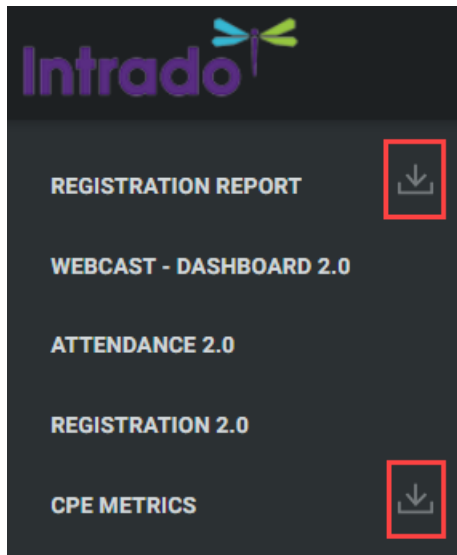 Intrado
REGISTRATION REPORT
WEBCAST - DASHBOARD 2.0
ATTENDANCE 2.0
REGISTRATION 2.0
CPE METRICS